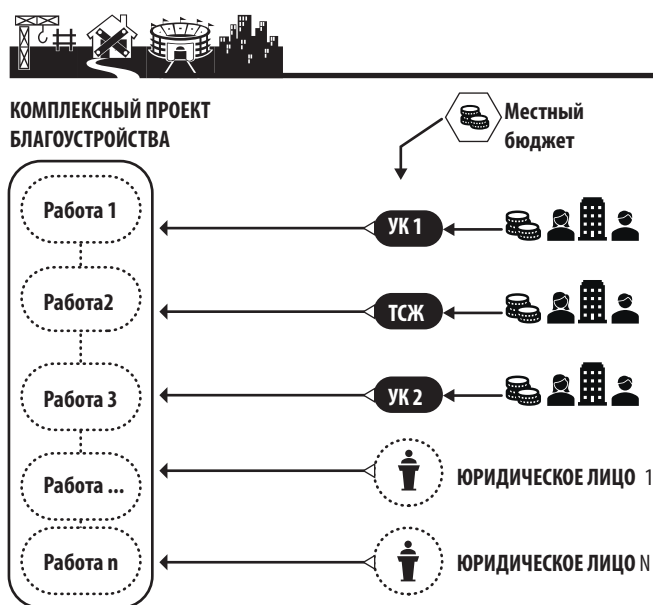 КОМПЛЕКСНЫЙ ПРОЕКТ
БЛАГОУСТРОЙСТВА
Местный
бюджет
Работа 1
УК 1
Работа2
ТСЖ
Работа 3
УК 2
Работа ...
ЮРИДИЧЕСКОЕ ЛИЦО 1
Работа n
ЮРИДИЧЕСКОЕ ЛИЦО N